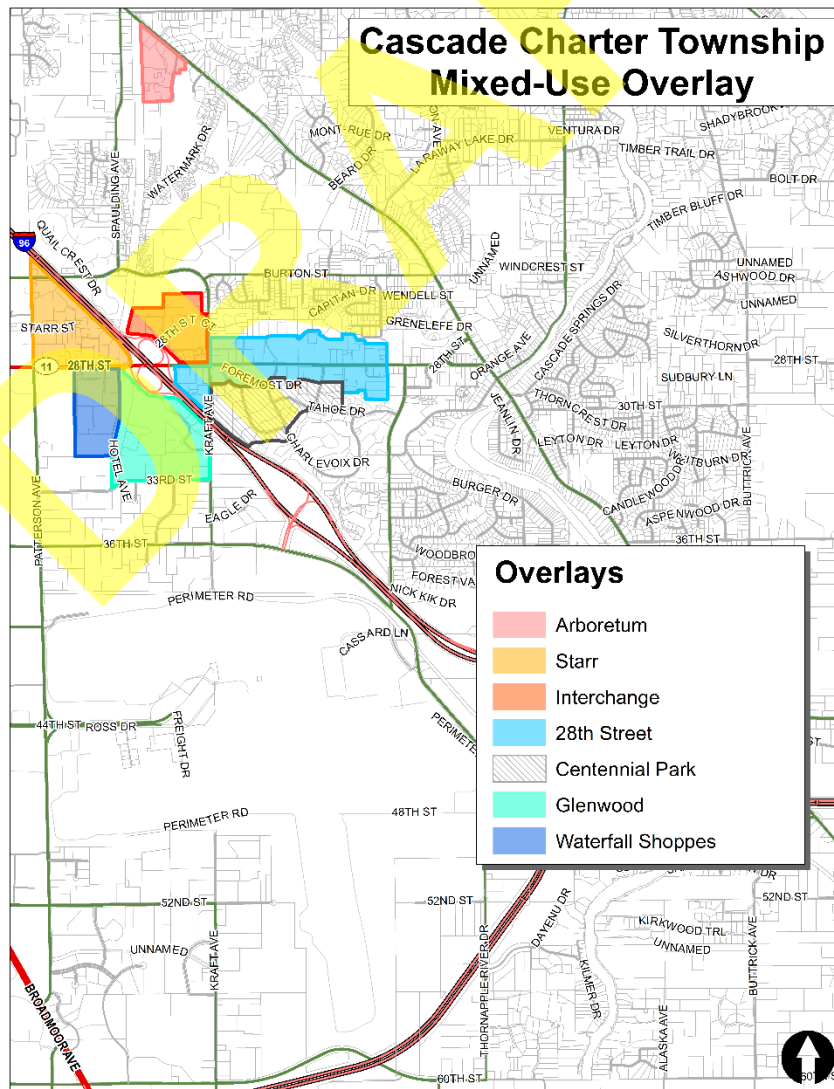 Cascade Charter Township
Mixed-Use Overlay
DRAFT
SHADYBROOK
MONT-RUE DR
VENTURA DR
LARAWAY LAKE DR
TIMBER TRAIL DR
BEARD DR
WATERMARK DR
SPAULDING AVE
BOLT DR
TIMBER BLUFF DR
QUAIL CREST DR
96
UNNAMED
UNNAMED
WINDCREST ST
ASHWOOD DR
BURTON ST
CAPITAN DR
WENDELL ST
UNNAMED
CASCADE SPRINGS DR
STARR ST
28TH ST CT
GRENELEFE DR
SILVERTHORN DR
ORANGE AVE
28TH ST
28TH ST
11
28TH ST
FOREMOST DR
SUDBURY LN
THORNCREST DR
30TH ST
TAHOE DR
JEANLIN DR
KRAFT AVE
LEYTON DR
LEYTON DR
HOTEL AVE
CHARLEVOIX DR
WHITBURN DR
BUTTRICK AVE
33RD ST
BURGER DR
CANDLEWOOD DR
EAGLE DR
ASPENWOOD DR
PATTERSON AVE
36TH ST
36TH ST
WOODBRO
FOREST VA
NICK KIK DR
PERIMETER RD
CASSARD LN
Overlays
Arboretum
Starr
Interchange
28th Street
Centennial Park
Glenwood
Waterfall Shoppes
44TH ST
ROSS DR
FREIGHT DR
PERIMETE
PERIMETER RD
48TH ST
52ND ST
52ND ST
52ND ST
DAYENU DR
KIRKWOOD TRL
UNNAMED
UNNAMED
KRAFT AVE
BROADMOOR AVE
THORNAPPLE RIVER DR
KILMER DR
BUTTRICK AVE
ALASKA AVE
60TH ST